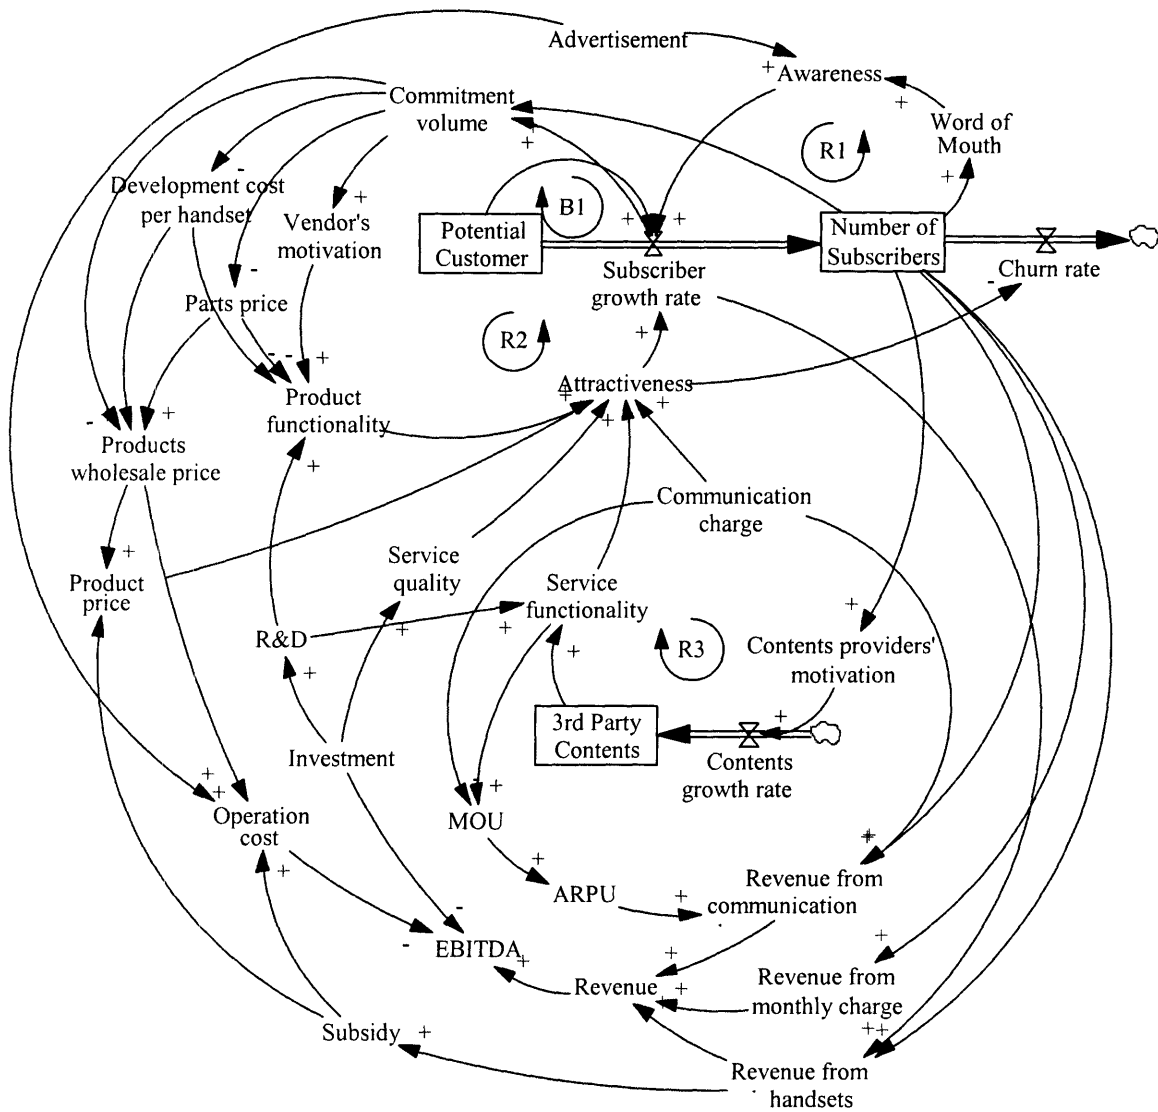 Advertisement
+
Awareness
+
Commitment
volume
+
Word of
Mouth
R1
+
-
Development cost
per handset
+
Vendor's
motivation
B1
+
+
Potential
Customer
Number of
Subscribers
Subscriber
growth rate
-
Churn rate
-
Parts price
R2
+
- -
+
Attractiveness
+
+
+
Product
functionality
-
+
Products
wholesale price
+
Communication
charge
+
Product
price
Service
quality
Service
functionality
+
+
+
R&D
+
+
R3
Contents providers'
motivation
3rd Party
Contents
+
Contents
growth rate
Investment
+
+
Operation
cost
-
+
MOU
+
+
+
ARPU
+
Revenue from
communication
-
-
EBITDA
+
+
+
Revenue
+
Revenue from
monthly charge
Subsidy
+
++
Revenue from
handsets